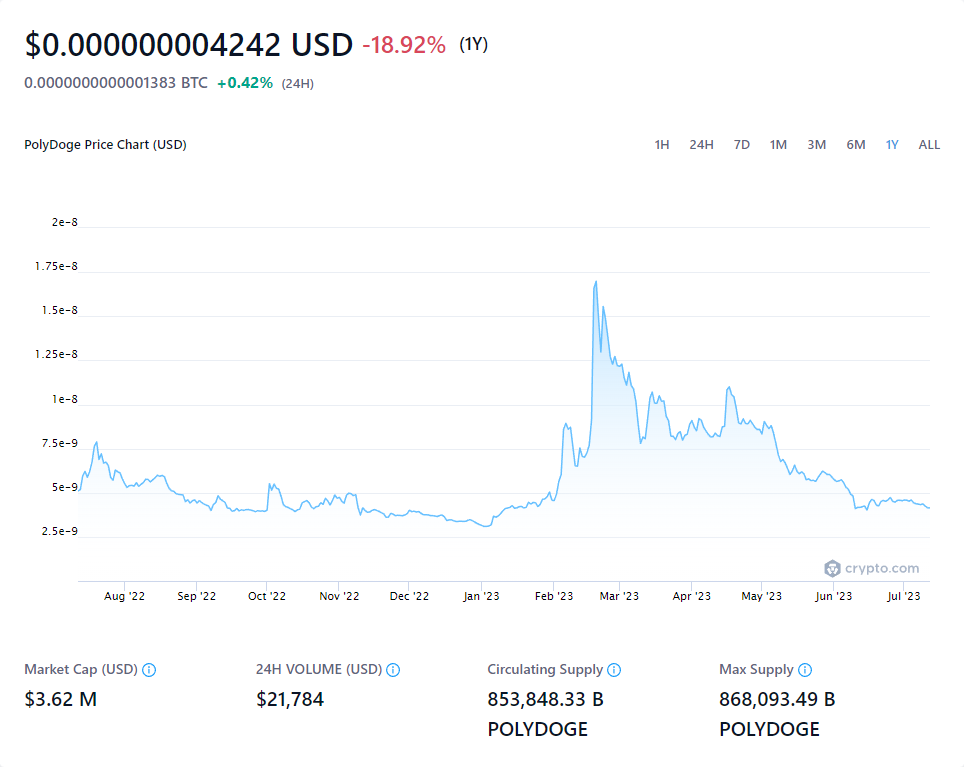 $0.000000004242 USD -18.92% (1Y)
0.0000000000001383 BTC +0.42% (24H)
PolyDoge Price Chart (USD) 1H 24H 7D 1M 3M 6M 1Y ALL
2e-8
1.75e-8
1.5e-8
1.25e-8
1e-8
7.5e-9
5e-9
2.5e-9
crypto.com
Aug '22 Sep '22 Oct '22 Nov '22 Dec '22 Jan '23 Feb '23 Mar '23 Apr '23 May '23 Jun '23 Jul '23
Market Cap (USD) 24H VOLUME (USD) Circulating Supply Max Supply
$3.62 M $21,784 853,848.33 B 868,093.49 B
POLYDOGE POLYDOGE